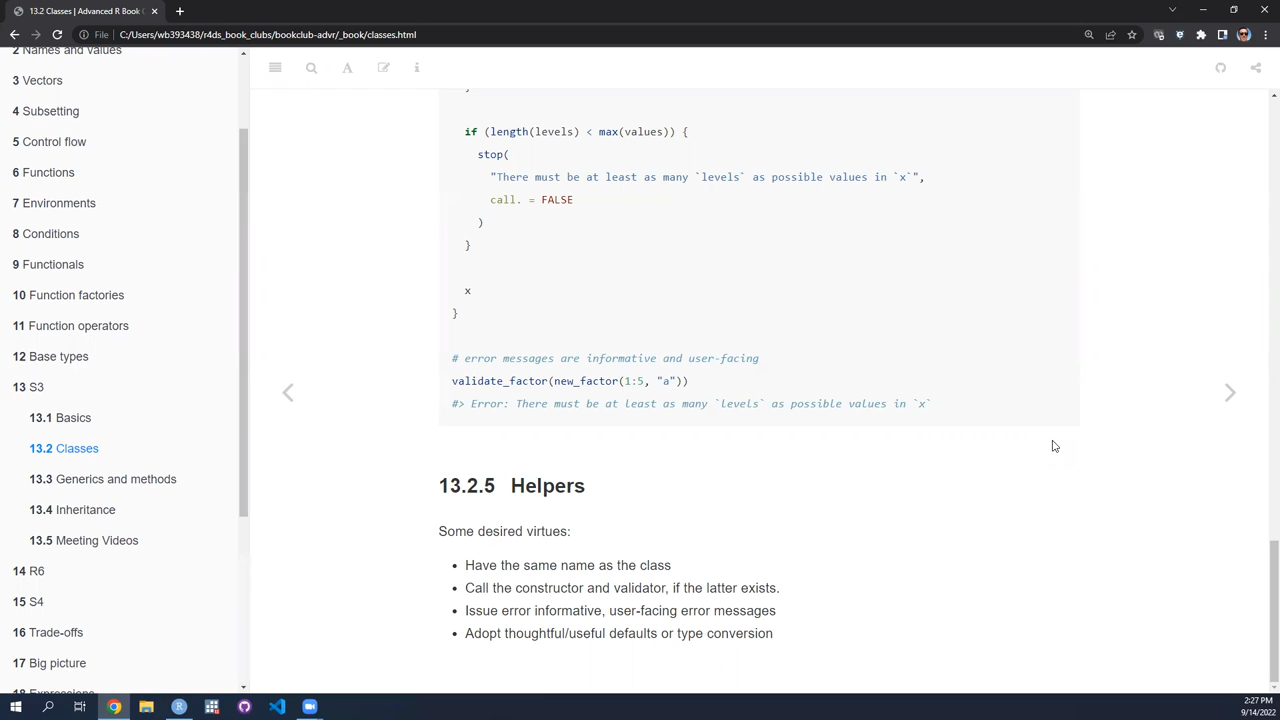 13.2 Classes | Advanced R Book C
File
C:/Users/wb393438/r4ds_book_clubs/bookclub-advr/_book/classes.html
2 Names and values
3 Vectors
4 Subsetting
5 Control flow
6 Functions
7 Environments
8 Conditions
9 Functionals
10 Function factories
11 Function operators
12 Base types
13 S3
13.1 Basics
13.2 Classes
13.3 Generics and methods
13.4 Inheritance
13.5 Meeting Videos
14 R6
15 S4
16 Trade-offs
17 Big picture
18 Expressions
}
if (length(levels) < max(values)) {
stop(
"There must be at least as many `levels` as possible values in `x`",
call. = FALSE
)
}
x
}
# error messages are informative and user-facing
validate_factor(new_factor(1:5, "a"))
#> Error: There must be at least as many `levels` as possible values in `x`
13.2.5 Helpers
Some desired virtues:
• Have the same name as the class
• Call the constructor and validator, if the latter exists.
• Issue error informative, user-facing error messages
• Adopt thoughtful/useful defaults or type conversion
2:27 PM
9/14/2022